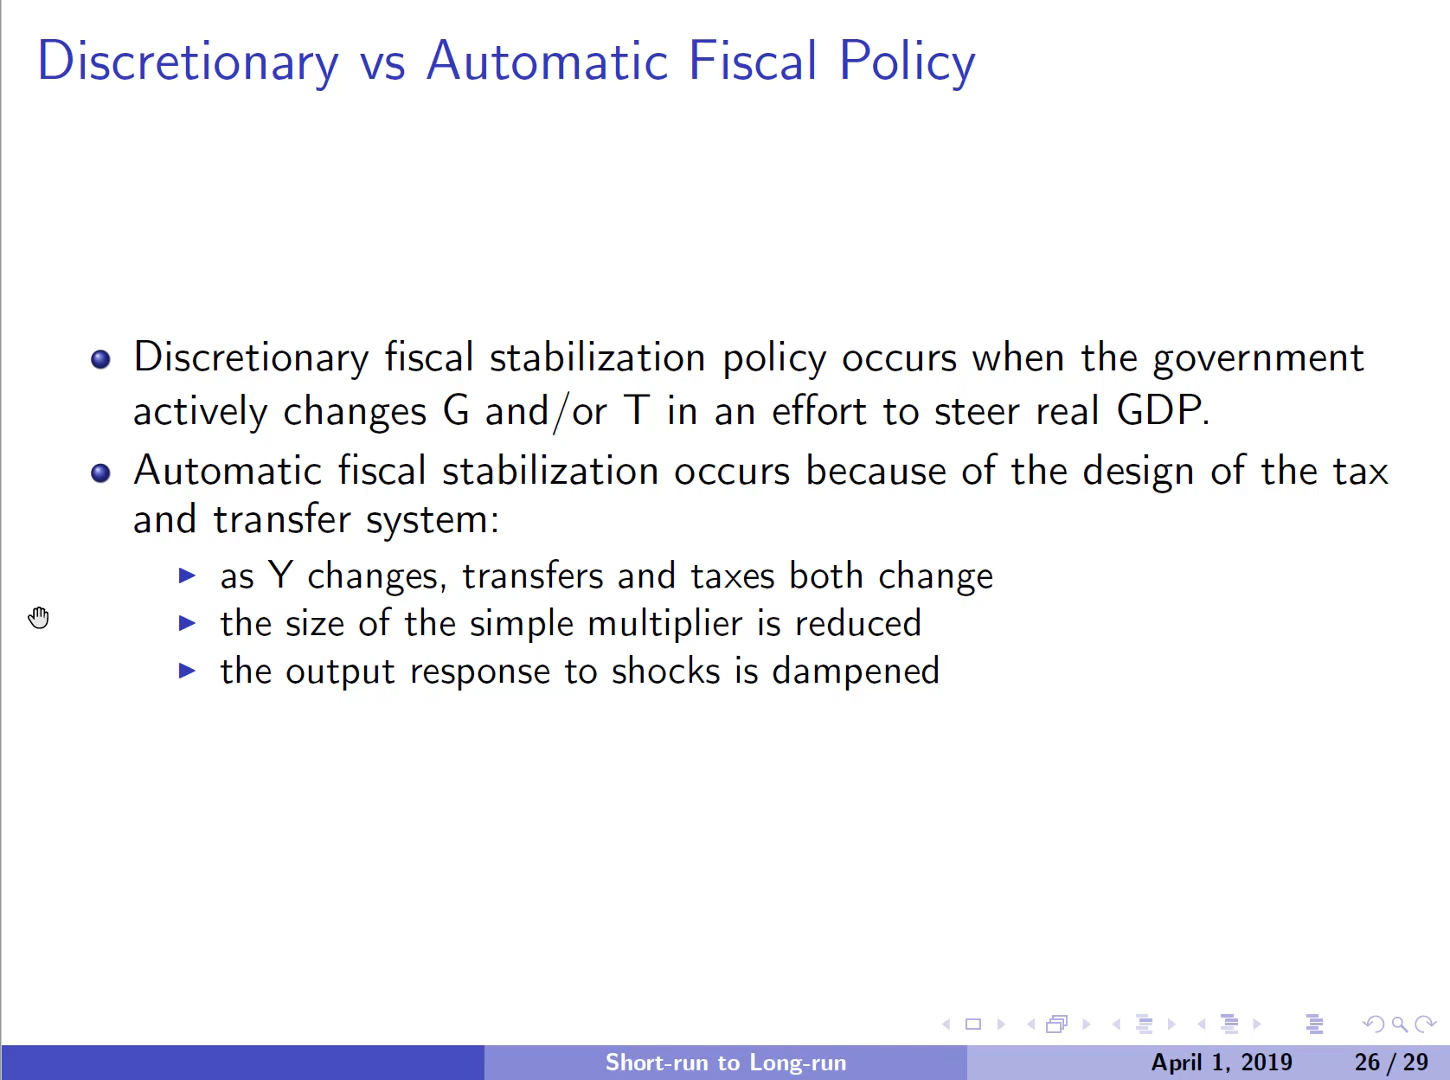 Discretionary vs Automatic Fiscal Policy
Discretionary fiscal stabilization policy occurs when the government
actively changes G and/or T in an effort to steer real GDP.
Automatic fiscal stabilization occurs because of the design of the tax
and transfer system:
as Y changes, transfers and taxes both change
the size of the simple multiplier is reduced
the output response to shocks is dampened
Short-run to Long-run April 1, 2019 26 / 29